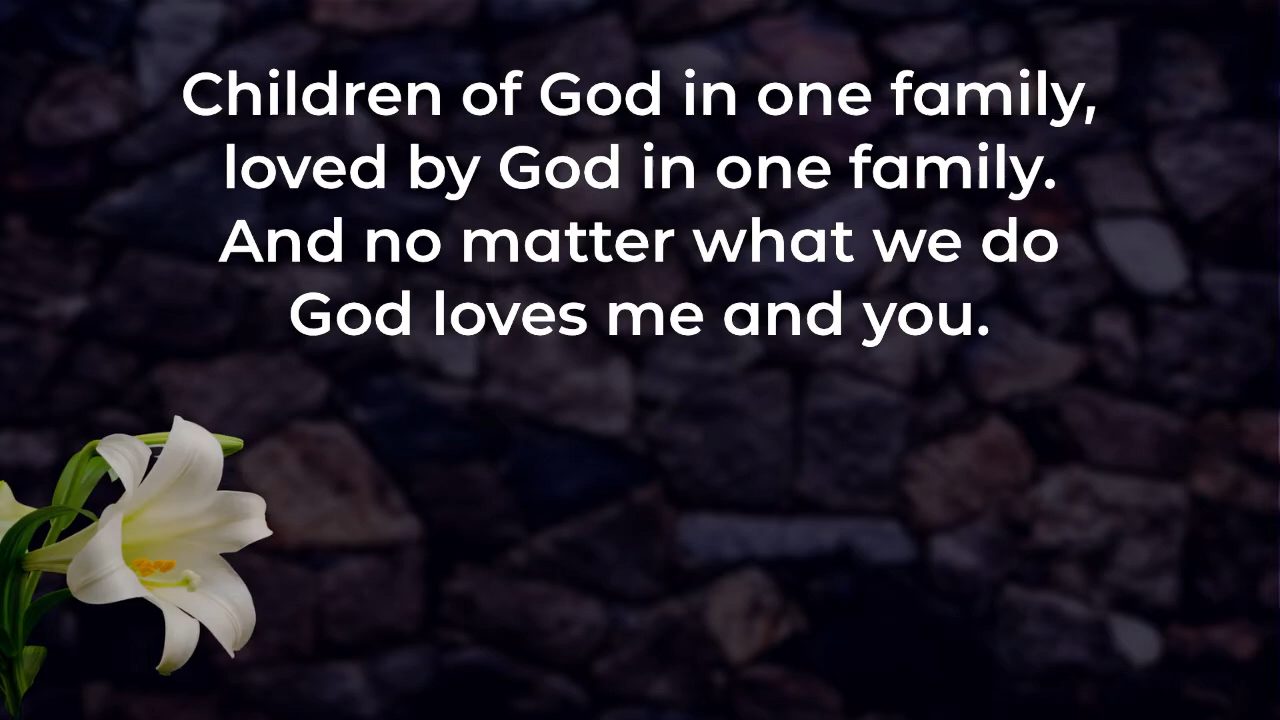 Children of God in one family,
loved by God in one family.
And no matter what we do
God loves me and you.